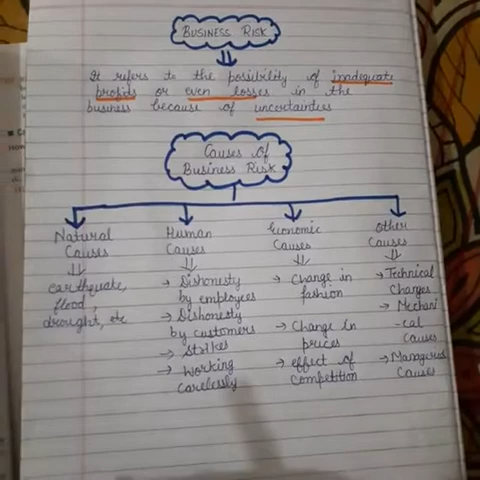 BUSINESS RISK
It refers to the posibility of inadequate
profits or even losses in the
business because of uncertainties
Causes of
Business Risk
Natural
Causes
earthquake,
flood,
drought, etc
Human
Causes
→ Dishonesty
by employees
→ Dishonesty
by customers
→ Strikes
→ Working
carelessly
Economic
Causes
→ Change in
fashion
→ Change in
prices
→ effect of
competition
Other
Causes
→ Technical
Changes
→ Mechani
-cal
causes
→ Managerial
Causes